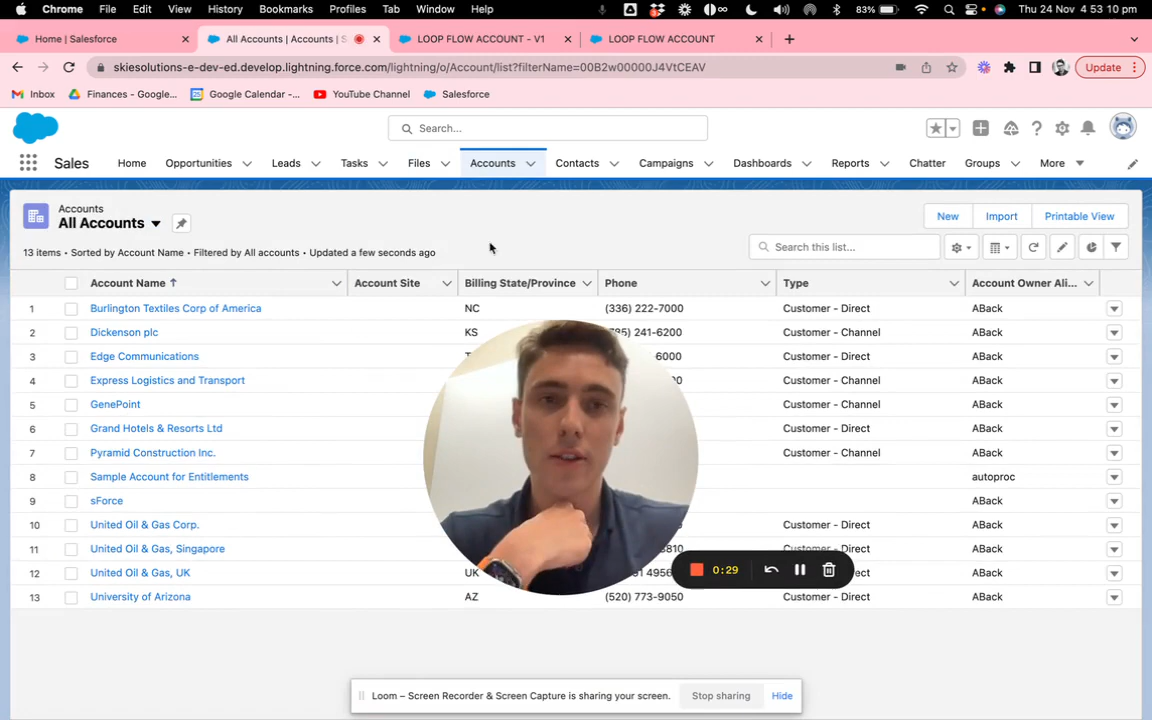 Chrome File Edit View History Bookmarks Profiles Tab Window Help 83% Thu 24 Nov 4 53 10 pm
Home | Salesforce All Accounts | Accounts | S LOOP FLOW ACCOUNT - V1 LOOP FLOW ACCOUNT
skiesolutions-e-dev-ed.develop.lightning.force.com/lightning/o/Account/list?filterName=00B2w00000J4VtCEAV Update
Inbox Finances - Google... Google Calendar -... YouTube Channel Salesforce
Search...
Sales Home Opportunities Leads Tasks Files Accounts Contacts Campaigns Dashboards Reports Chatter Groups More
Accounts
All Accounts New Import Printable View
13 items • Sorted by Account Name • Filtered by All accounts • Updated a few seconds ago Search this list...
Account Name ↑ Account Site Billing State/Province Phone Type Account Owner Ali...
1 Burlington Textiles Corp of America NC (336) 222-7000 Customer - Direct ABack
2 Dickenson plc KS 241-6200 Customer - Channel ABack
3 Edge Communications 6000 Customer - Direct ABack
4 Express Logistics and Transport Customer - Channel ABack
5 GenePoint Customer - Channel ABack
6 Grand Hotels & Resorts Ltd Customer - Direct ABack
7 Pyramid Construction Inc. Customer - Channel ABack
8 Sample Account for Entitlements autoproc
9 sForce ABack
10 United Oil & Gas Corp. Customer - Direct ABack
11 United Oil & Gas, Singapore 8810 Customer - Direct ABack
0:29
12 United Oil & Gas, UK UK 4956 Customer - Direct ABack
13 University of Arizona AZ (520) 773-9050 Customer - Direct ABack
Loom – Screen Recorder & Screen Capture is sharing your screen. Stop sharing Hide